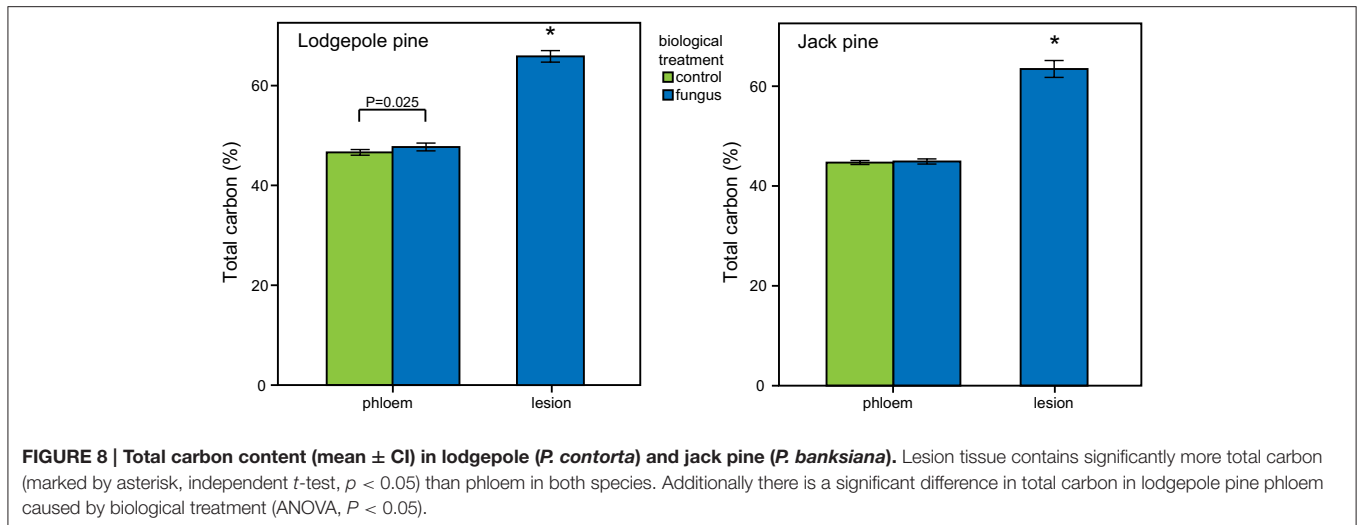 Lodgepole pine
*
60
40
20
0
Total carbon (%)
P=0.025
phloem
lesion
biological
treatment
control
fungus
Jack pine
*
60
40
20
0
Total carbon (%)
phloem
lesion
FIGURE 8 | Total carbon content (mean ± CI) in lodgepole (P. contorta) and jack pine (P. banksiana). Lesion tissue contains significantly more total carbon
(marked by asterisk, independent t-test, p < 0.05) than phloem in both species. Additionally there is a significant difference in total carbon in lodgepole pine phloem
caused by biological treatment (ANOVA, P < 0.05).